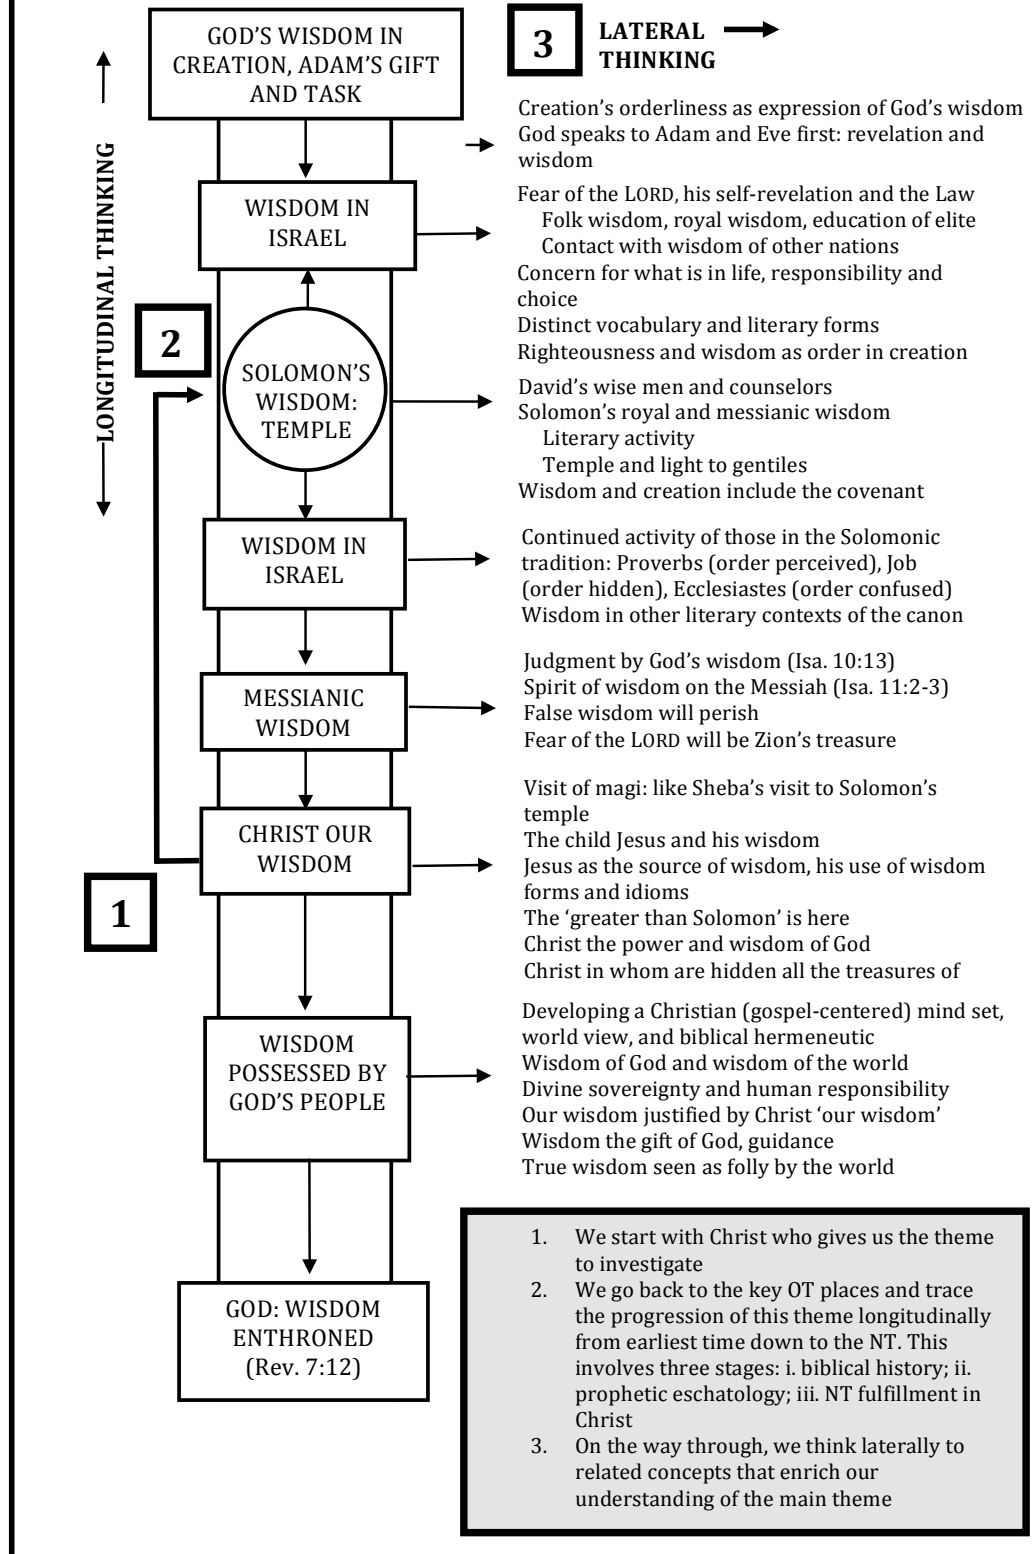 GOD'S WISDOM IN
CREATION, ADAM'S GIFT
AND TASK
3
LATERAL
THINKING
LONGITUDINAL THINKING
Creation's orderliness as expression of God's wisdom
God speaks to Adam and Eve first: revelation and
wisdom
WISDOM IN
ISRAEL
Fear of the LORD, his self-revelation and the Law
Folk wisdom, royal wisdom, education of elite
Contact with wisdom of other nations
Concern for what is in life, responsibility and
choice
Distinct vocabulary and literary forms
Righteousness and wisdom as order in creation
2
SOLOMON'S
WISDOM:
TEMPLE
David's wise men and counselors
Solomon's royal and messianic wisdom
Literary activity
Temple and light to gentiles
Wisdom and creation include the covenant
WISDOM IN
ISRAEL
Continued activity of those in the Solomonic
tradition: Proverbs (order perceived), Job
(order hidden), Ecclesiastes (order confused)
Wisdom in other literary contexts of the canon
MESSIANIC
WISDOM
Judgment by God's wisdom (Isa. 10:13)
Spirit of wisdom on the Messiah (Isa. 11:2-3)
False wisdom will perish
Fear of the LORD will be Zion's treasure
CHRIST OUR
WISDOM
1
Visit of magi: like Sheba's visit to Solomon's
temple
The child Jesus and his wisdom
Jesus as the source of wisdom, his use of wisdom
forms and idioms
The 'greater than Solomon' is here
Christ the power and wisdom of God
Christ in whom are hidden all the treasures of
WISDOM
POSSESSED BY
GOD'S PEOPLE
Developing a Christian (gospel-centered) mind set,
world view, and biblical hermeneutic
Wisdom of God and wisdom of the world
Divine sovereignty and human responsibility
Our wisdom justified by Christ 'our wisdom'
Wisdom the gift of God, guidance
True wisdom seen as folly by the world
GOD: WISDOM
ENTHRONED
(Rev. 7:12)
1. We start with Christ who gives us the theme
to investigate
2. We go back to the key OT places and trace
the progression of this theme longitudinally
from earliest time down to the NT. This
involves three stages: i. biblical history; ii.
prophetic eschatology; iii. NT fulfillment in
Christ
3. On the way through, we think laterally to
related concepts that enrich our
understanding of the main theme